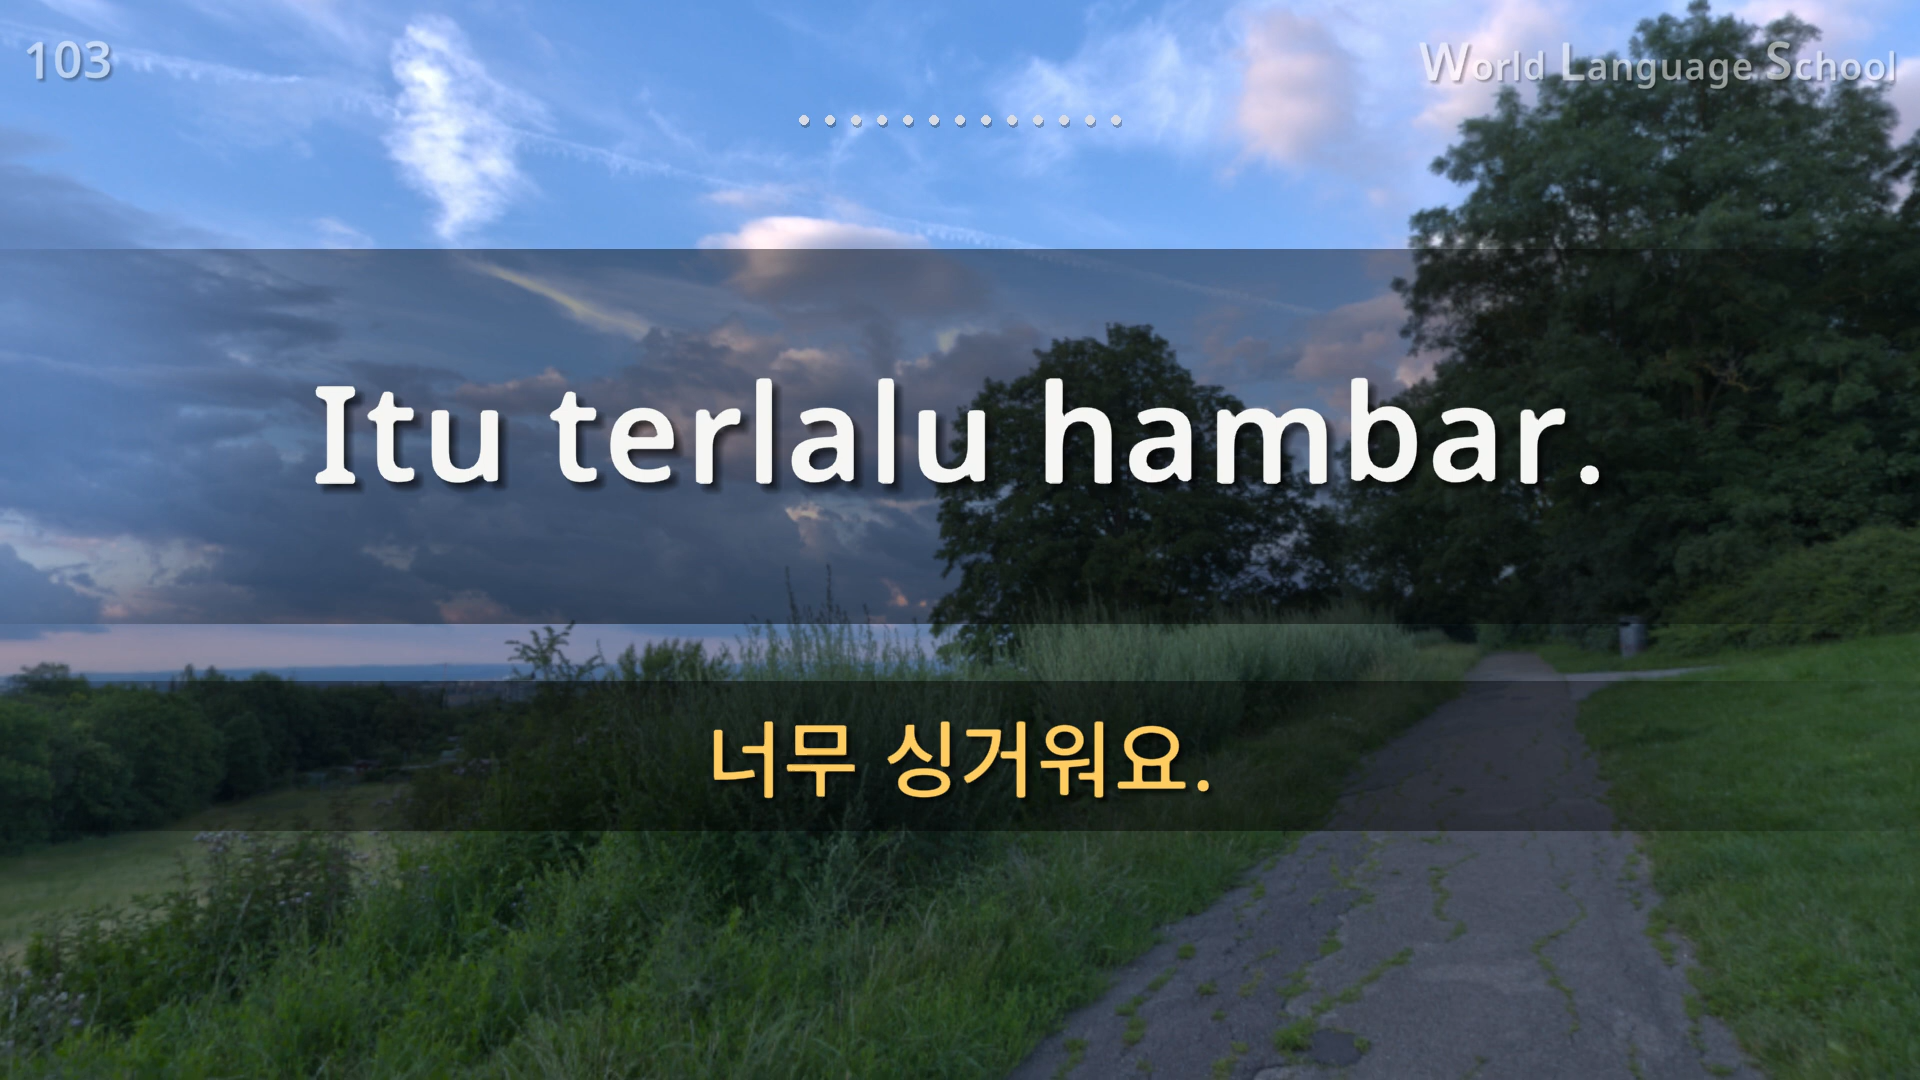 103
World Language School
Itu terlalu hambar.
너무 싱거워요.